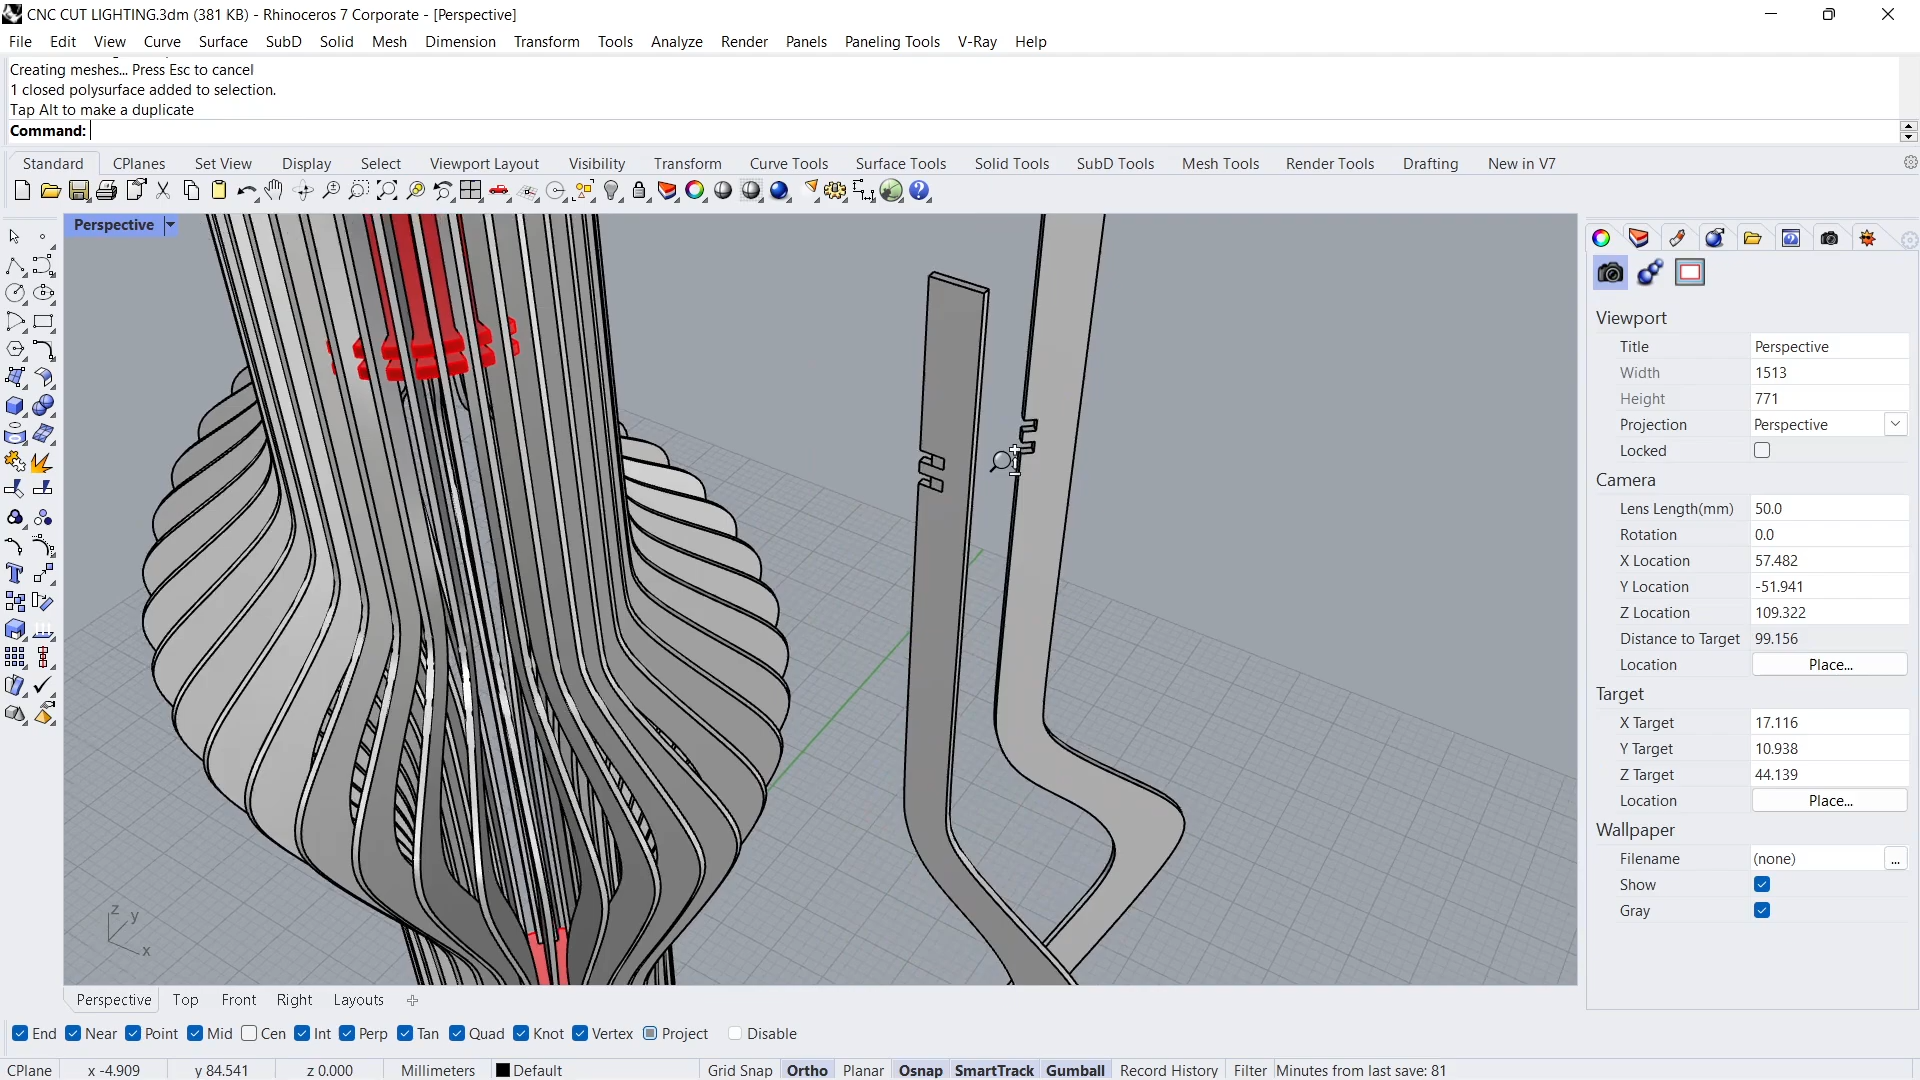 CNC CUT LIGHTING.3dm (381 KB) - Rhinoceros 7 Corporate - [Perspective]
File Edit View Curve Surface SubD Solid Mesh Dimension Transform Tools Analyze Render Panels Paneling Tools V-Ray Help
Creating meshes... Press Esc to cancel
1 closed polysurface added to selection.
Tap Alt to make a duplicate
Command:
Standard CPlanes Set View Display Select Viewport Layout Visibility Transform Curve Tools Surface Tools Solid Tools SubD Tools Mesh Tools Render Tools Drafting New in V7
Perspective
Viewport
Title Perspective
Width 1513
Height 771
Projection Perspective
Locked
Camera
Lens Length(mm) 50.0
Rotation 0.0
X Location 57.482
Y Location -51.941
Z Location 109.322
Distance to Target 99.156
Location Place...
Target
X Target 17.116
Y Target 10.938
Z Target 44.139
Location Place...
Wallpaper
Filename (none) ...
Show
Gray
z y
x
Perspective Top Front Right Layouts
End Near Point Mid Cen Int Perp Tan Quad Knot Vertex Project Disable
CPlane x -4.909 y 84.541 z 0.000 Millimeters Default Grid Snap Ortho Planar Osnap SmartTrack Gumball Record History Filter Minutes from last save: 81